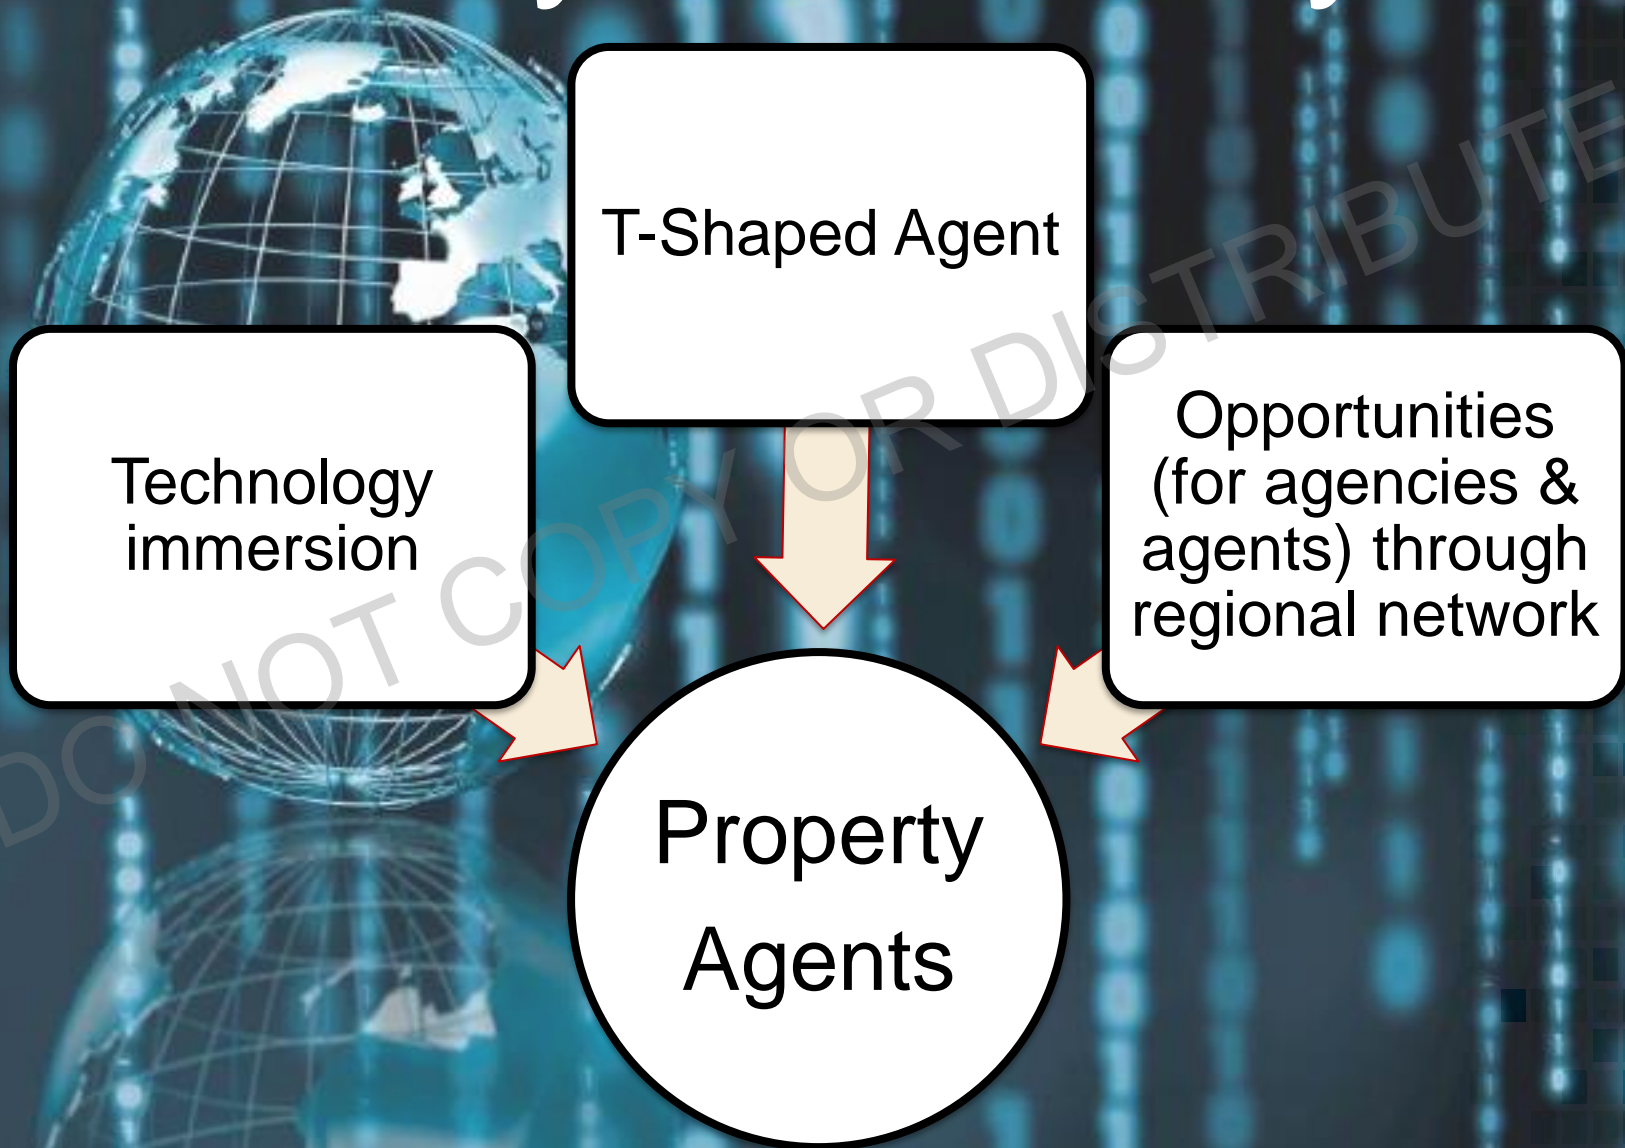 T-Shaped Agent
Technology
immersion
Opportunities
(for agencies &
agents) through
regional network
Property
Agents
DO NOT COPY OR DISTRIBUTE